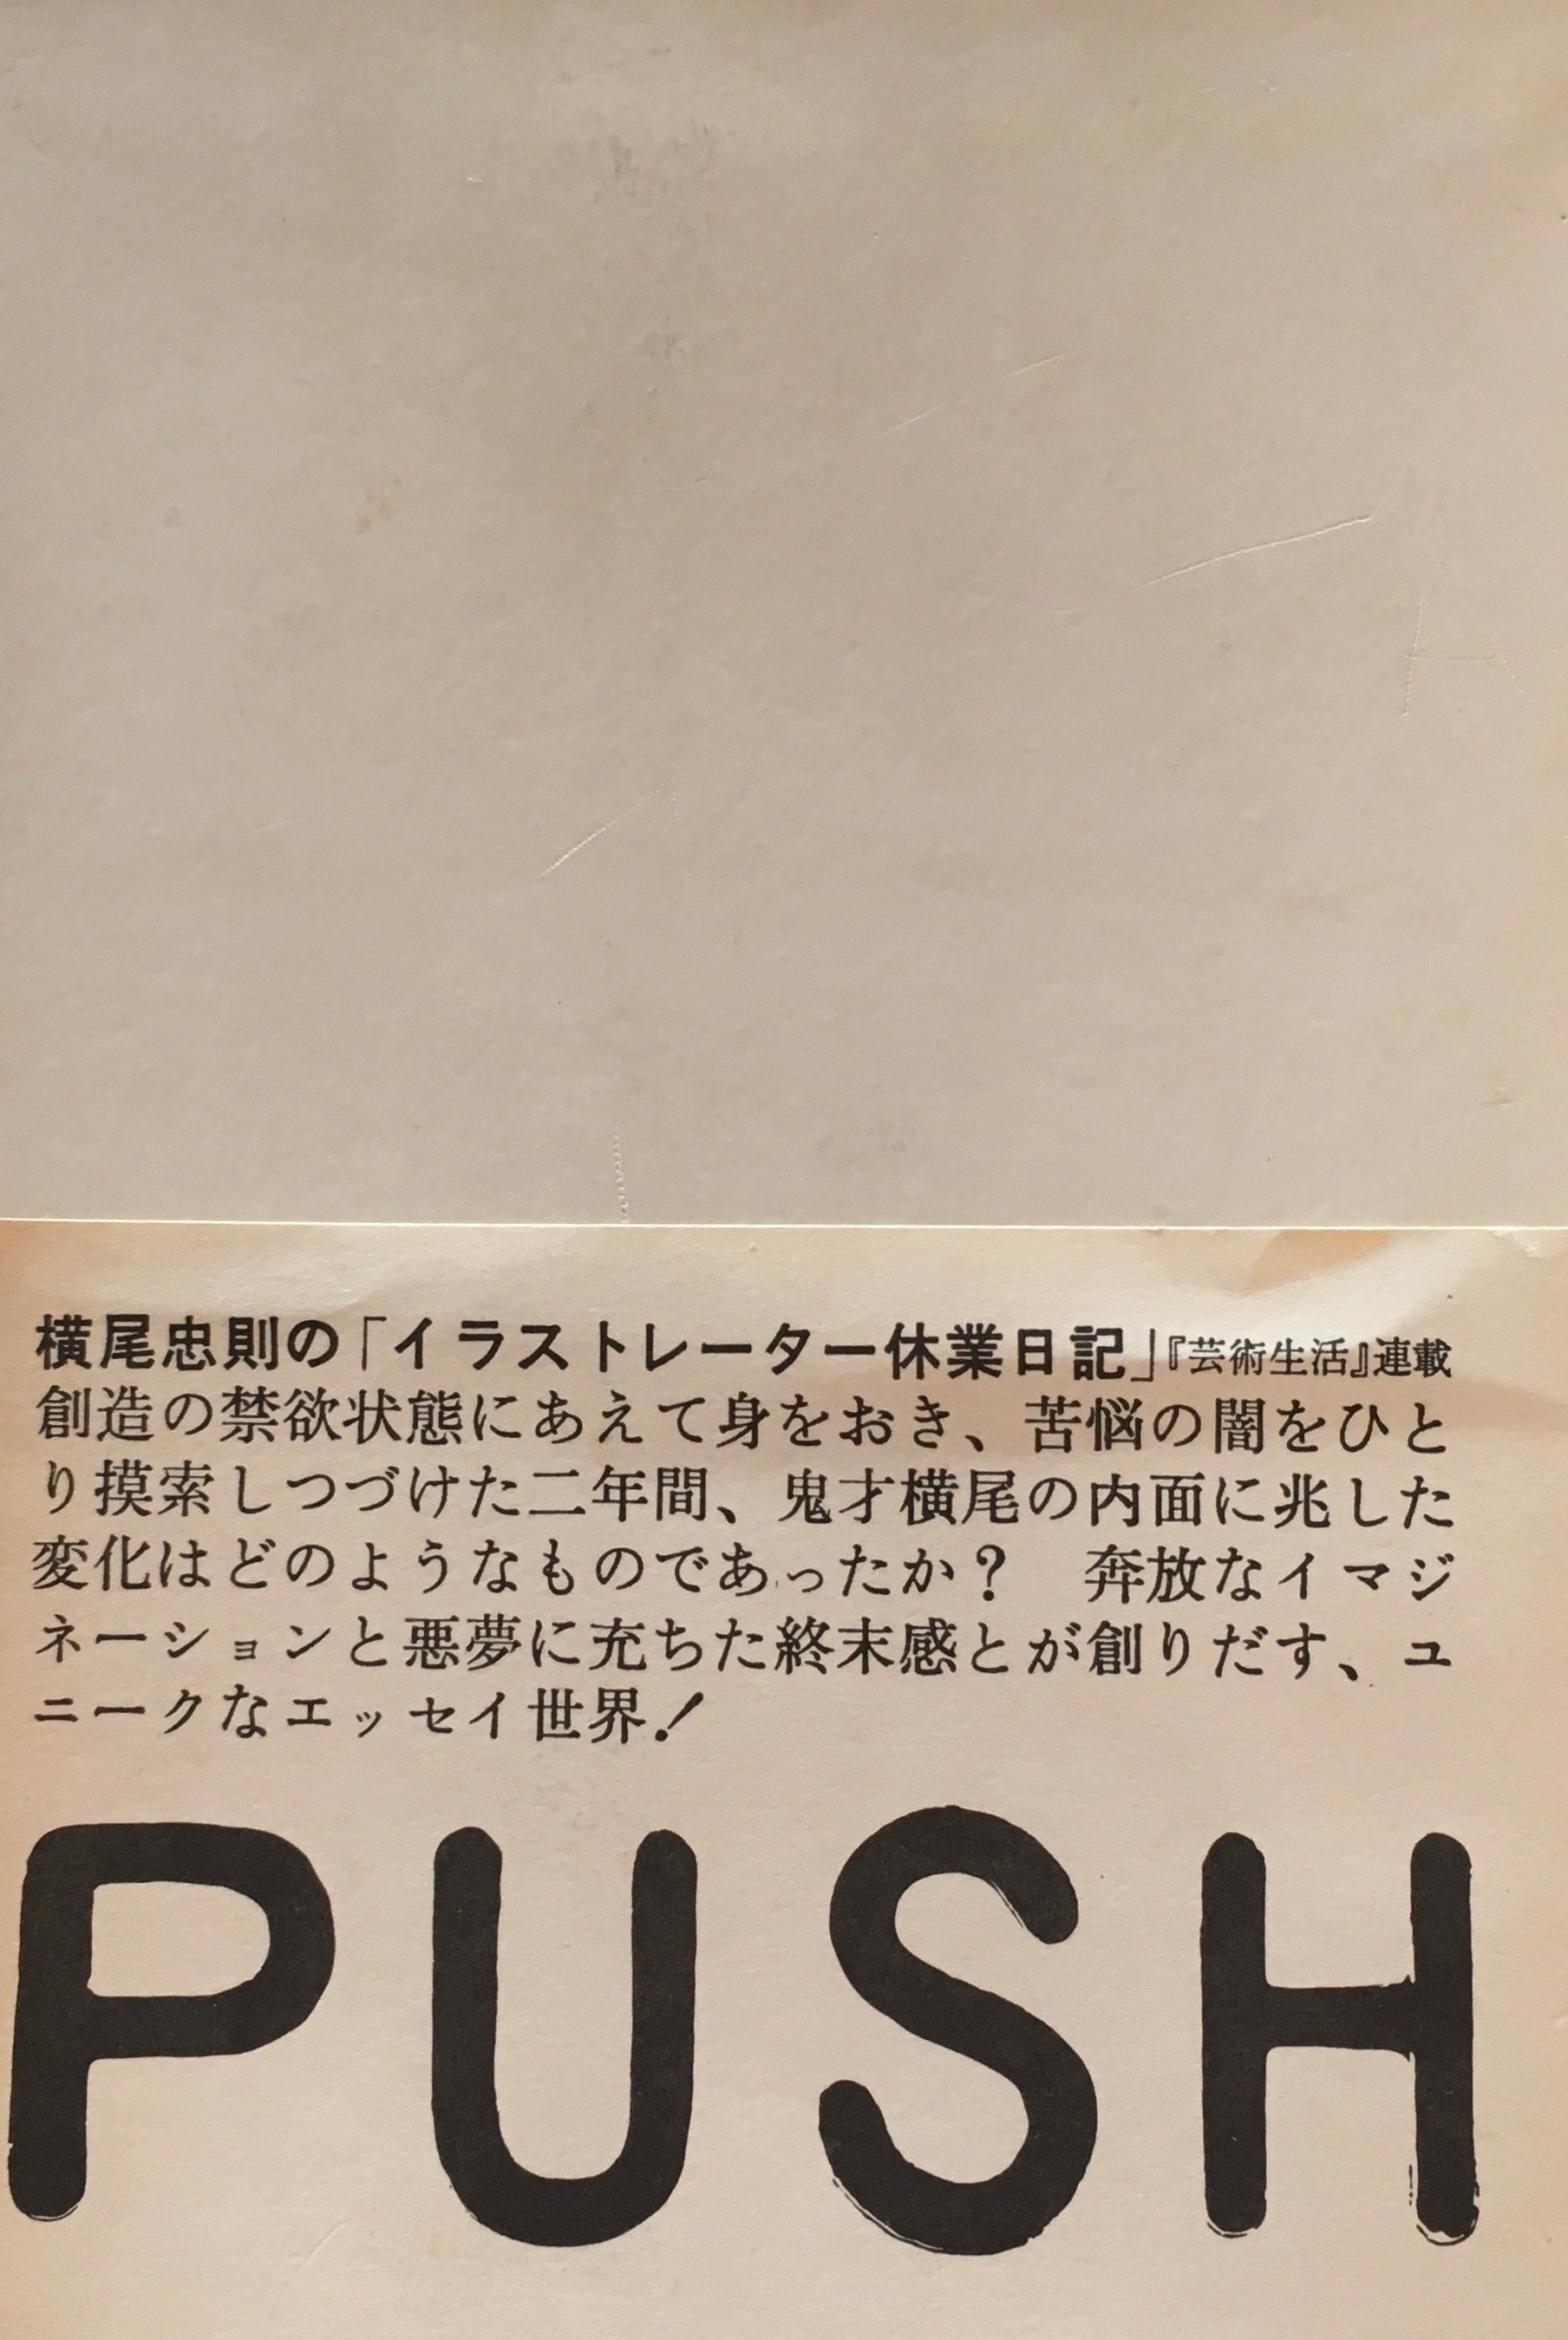 横尾忠則の「イラストレーター休業日記」『芸術生活』連載
創造の禁欲状態にあえて身をおき、苦悩の闇をひと
り摸索しつづけた二年間、鬼才横尾の内面に兆した
変化はどのようなものであったか？　奔放なイマジ
ネーションと悪夢に充ちた終末感とが創りだす、ユ
ニークなエッセイ世界！
PUSH